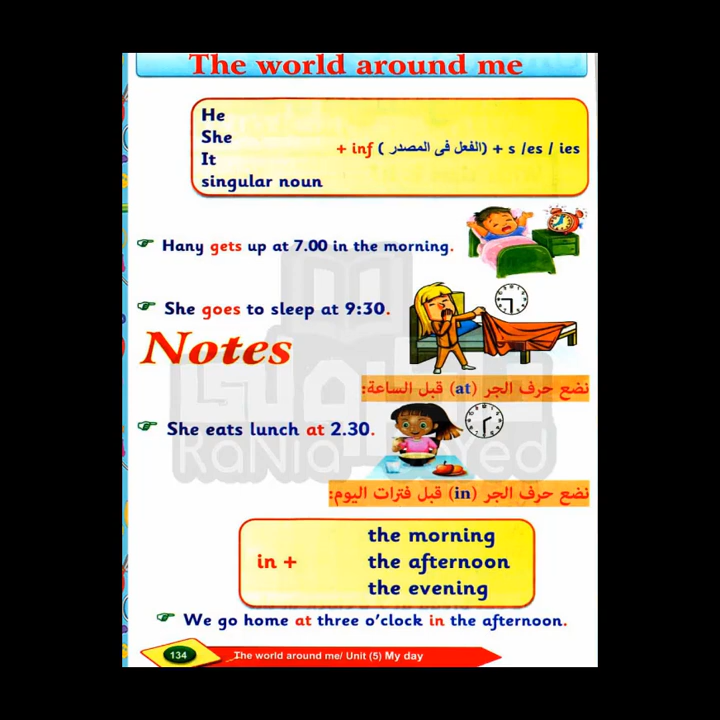 The world around me
He
She
It
singular noun
+ inf ( الفعل فى المصدر) + s /es / ies
Hany gets up at 7.00 in the morning.
She goes to sleep at 9:30.
Notes
نضع حرف الجر (at) قبل الساعة:
She eats lunch at 2.30.
نضع حرف الجر (in) قبل فترات اليوم:
in +
the morning
the afternoon
the evening
We go home at three o'clock in the afternoon.
134
The world around me/ Unit (5) My day